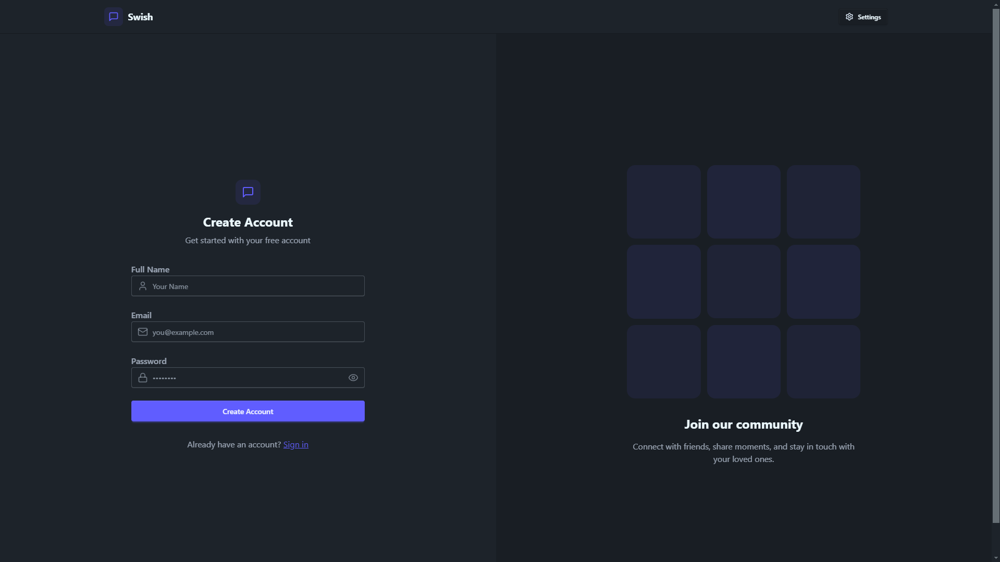 Swish
Settings
Create Account
Get started with your free account
Full Name
Your Name
Email
you@example.com
Password
••••••••
Create Account
Already have an account? Sign in
Join our community
Connect with friends, share moments, and stay in touch with
your loved ones.